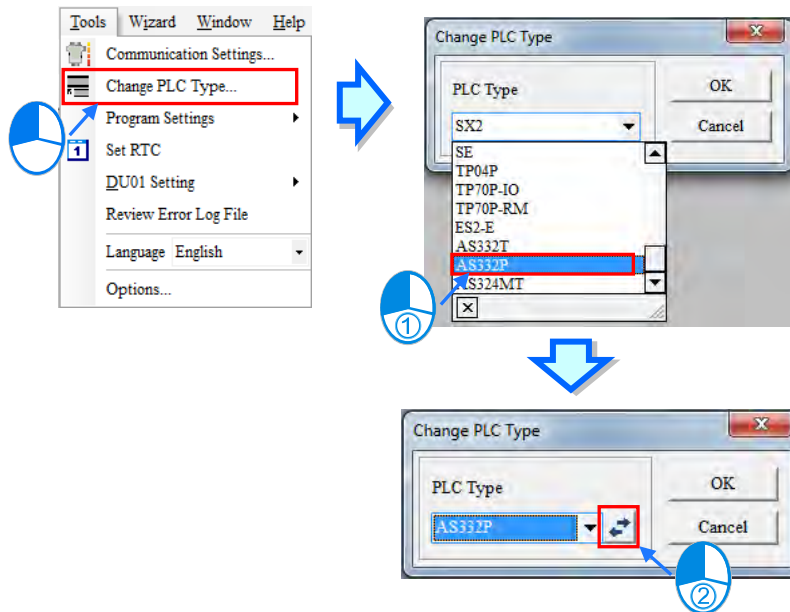 Tools Wizard Window Help
Communication Settings...
Change PLC Type...
Program Settings
1 Set RTC
DU01 Setting
Review Error Log File
Language English
Options...
Change PLC Type
PLC Type
OK
SX2
Cancel
SE
TP04P
TP70P-IO
TP70P-RM
ES2-E
AS332T
AS332P
AS324MT
①
Change PLC Type
PLC Type
OK
AS332P
Cancel
②